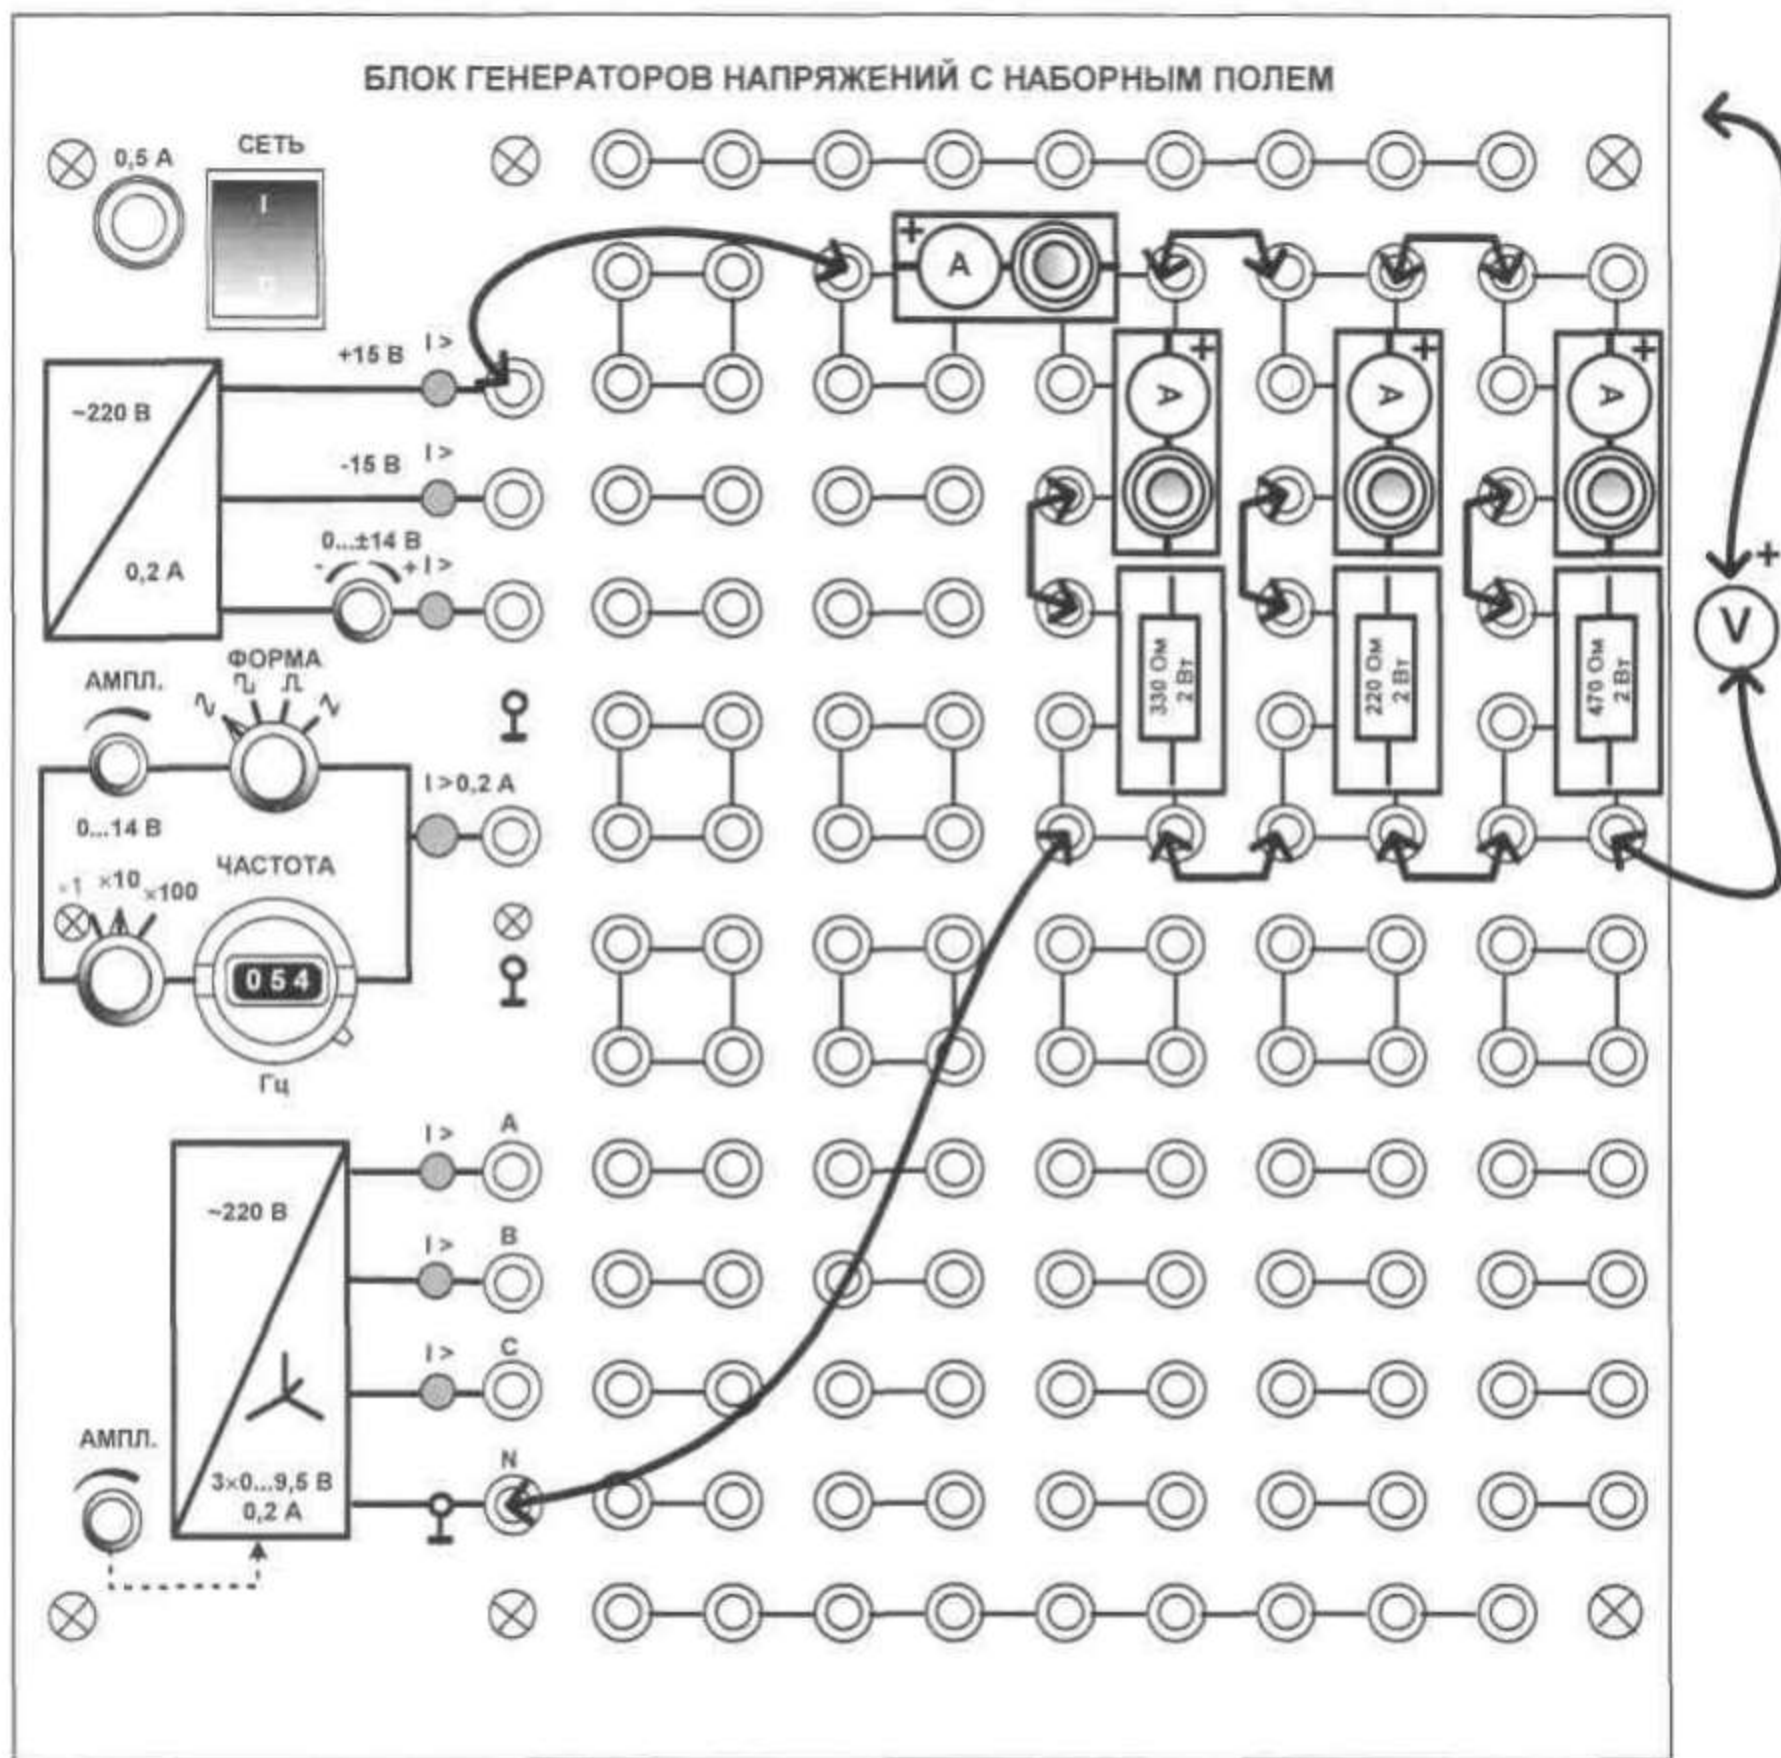 БЛОК ГЕНЕРАТОРОВ НАПРЯЖЕНИЙ С НАБОРНЫМ ПОЛЕМ
0,5 А
СЕТЬ
I
0
+ А
+15 В I >
~220 В
-15 В I >
0,2 А
0...±14 В
- + I >
+ А
+ А
+ А
+
V
330 Ом
2 Вт
220 Ом
2 Вт
470 Ом
2 Вт
АМПЛ.
ФОРМА
I > 0,2 А
0...14 В
ЧАСТОТА
×1 ×10 ×100
0 5 4
Гц
I > A
~220 В
I > B
I > C
АМПЛ.
N
3×0...9,5 В
0,2 А